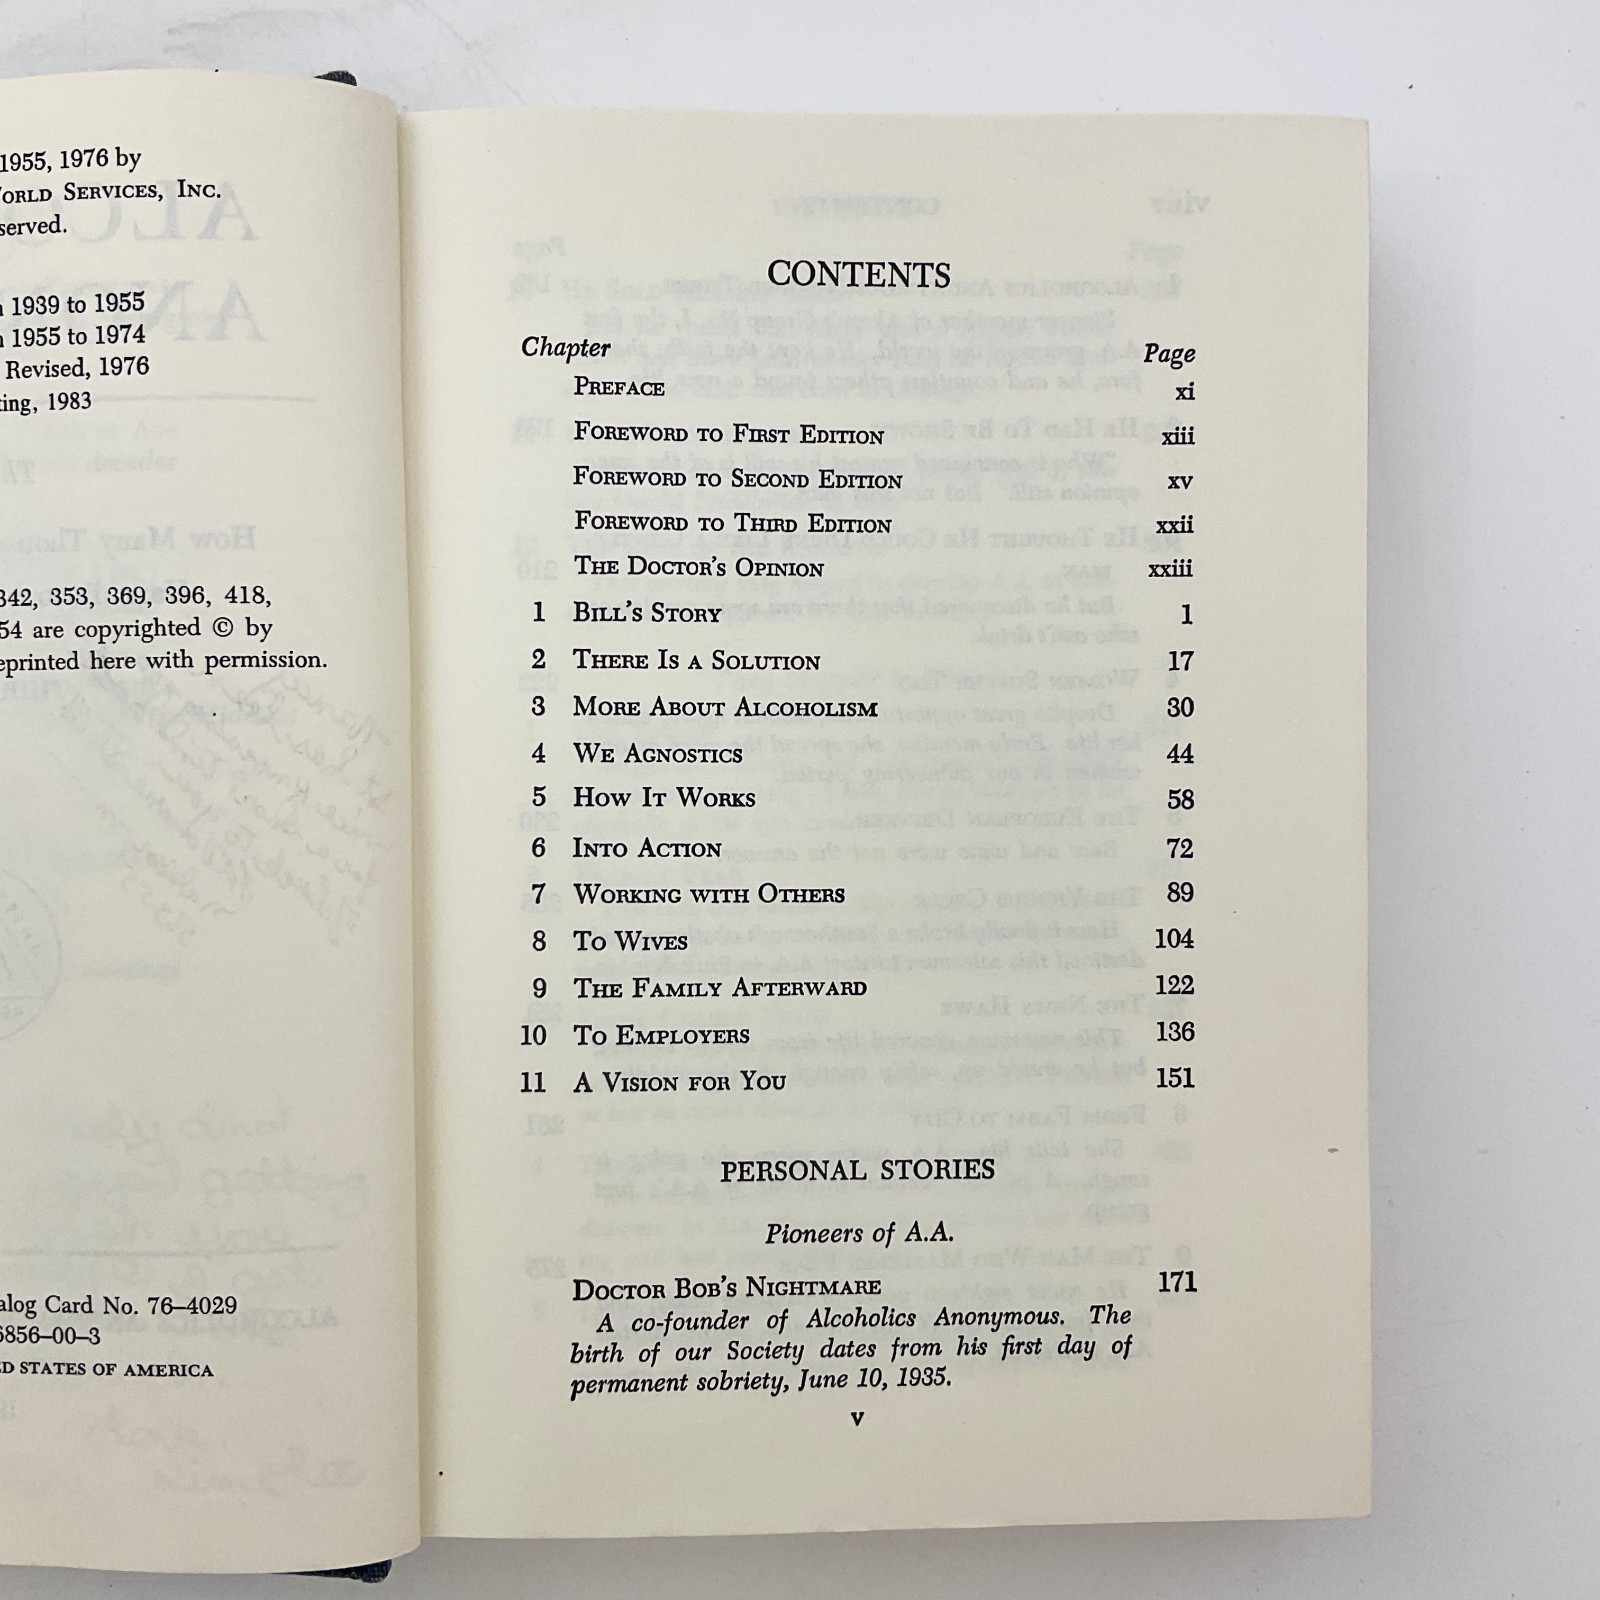 1955, 1976 by
WORLD SERVICES, INC.
served.
1939 to 1955
1955 to 1974
Revised, 1976
ting, 1983
342, 353, 369, 396, 418,
54 are copyrighted © by
eprinted here with permission.
alog Card No. 76–4029
6856–00–3
D STATES OF AMERICA
CONTENTS
Chapter Page
PREFACE xi
FOREWORD TO FIRST EDITION xiii
FOREWORD TO SECOND EDITION xv
FOREWORD TO THIRD EDITION xxii
THE DOCTOR'S OPINION xxiii
1 BILL'S STORY 1
2 THERE IS A SOLUTION 17
3 MORE ABOUT ALCOHOLISM 30
4 WE AGNOSTICS 44
5 HOW IT WORKS 58
6 INTO ACTION 72
7 WORKING WITH OTHERS 89
8 TO WIVES 104
9 THE FAMILY AFTERWARD 122
10 TO EMPLOYERS 136
11 A VISION FOR YOU 151
PERSONAL STORIES
Pioneers of A.A.
DOCTOR BOB'S NIGHTMARE 171
A co-founder of Alcoholics Anonymous. The
birth of our Society dates from his first day of
permanent sobriety, June 10, 1935.
v